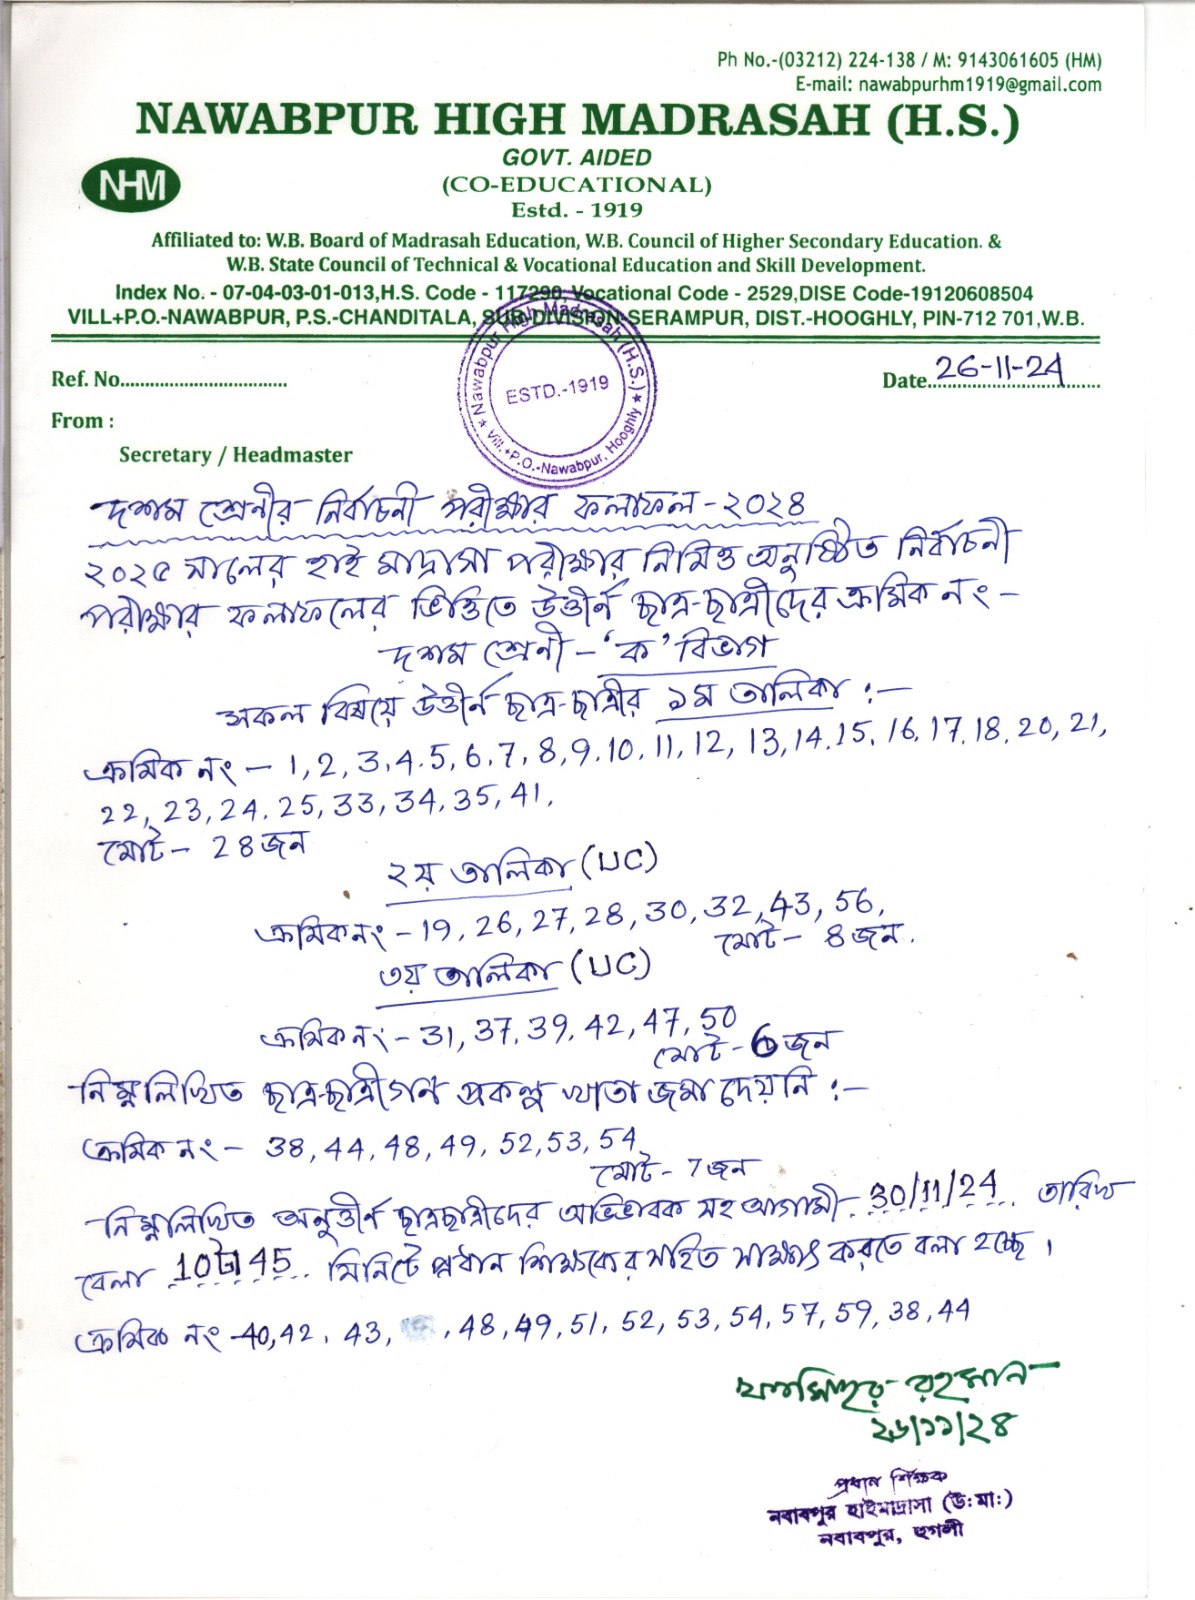 Ph No.-(03212) 224-138 / M: 9143061605 (HM)
E-mail: nawabpurhm1919@gmail.com
NAWABPUR HIGH MADRASAH (H.S.)
NHM
GOVT. AIDED
(CO-EDUCATIONAL)
Estd. - 1919
Affiliated to: W.B. Board of Madrasah Education, W.B. Council of Higher Secondary Education. &
W.B. State Council of Technical & Vocational Education and Skill Development.
Index No. - 07-04-03-01-013,H.S. Code - 117290, Vocational Code - 2529,DISE Code-19120608504
VILL+P.O.-NAWABPUR, P.S.-CHANDITALA, SUB-DIVISION-SERAMPUR, DIST.-HOOGHLY, PIN-712 701,W.B.
Nawabpur High Madrasah (H.S.)
ESTD.-1919
Vill.+P.O.-Nawabpur, Hooghly
Ref. No.................................. Date..26-11-24
From :
Secretary / Headmaster
দশম শ্রেনীর নির্বাচনী পরীক্ষার ফলাফল - ২০২৪
২০২৫ সালের হাই মাদ্রাসা পরীক্ষার নিমিত্ত অনুষ্ঠিত নির্বাচনী
পরীক্ষার ফলাফলের ভিত্তিতে উত্তীর্ন ছাত্র-ছাত্রীদের ক্রমিক নং -
দশম শ্রেনী - 'ক' বিভাগ
সকল বিষয়ে উত্তীর্ন ছাত্র-ছাত্রীর ১ম তালিকা :-
ক্রমিক নং - 1, 2, 3, 4. 5, 6, 7, 8, 9. 10, 11, 12, 13, 14. 15, 16, 17, 18, 20, 21,
22, 23, 24. 25, 33, 34, 35, 41,
মোট - 28 জন
২য় তালিকা (UC)
ক্রমিক নং - 19, 26, 27, 28, 30, 32, 43, 56,
মোট - 8 জন.
৩য় তালিকা (UC)
ক্রমিক নং - 31, 37, 39, 42, 47, 50
মোট - 6 জন
নিম্নলিখিত ছাত্র-ছাত্রীগন প্রকল্প খাতা জমা দেয়নি :-
ক্রমিক নং - 38, 44, 48, 49, 52, 53, 54
মোট - 7 জন
নিম্নলিখিত অনুত্তীর্ণ ছাত্রছাত্রীদের অভিভাবক সহ আগামী 30/11/24 তারিখ
বেলা 10টা 45 মিনিটে প্রধান শিক্ষকের সহিত সাক্ষাৎ করতে বলা হচ্ছে।
ক্রমিক নং -40, 42, 43, , 48, 49, 51, 52, 53, 54, 57, 59, 38, 44
রহমান
২৬/১১/২৪
প্রধান শিক্ষক
নবাবপুর হাইমাদ্রাসা (উঃমাঃ)
নবাবপুর, হুগলী